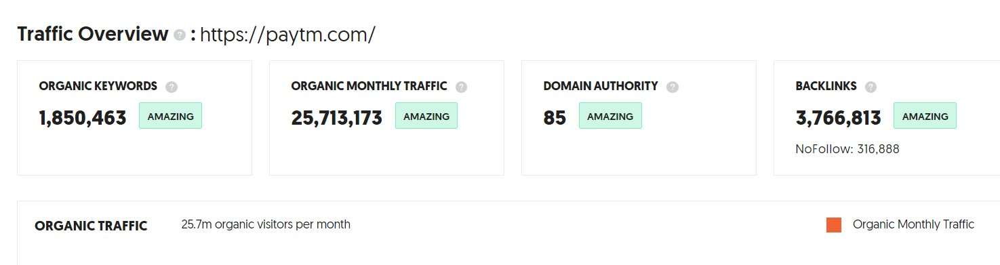 Traffic Overview ? : https://paytm.com/
ORGANIC KEYWORDS ?
1,850,463 AMAZING
ORGANIC MONTHLY TRAFFIC ?
25,713,173 AMAZING
DOMAIN AUTHORITY ?
85 AMAZING
BACKLINKS ?
3,766,813 AMAZING
NoFollow: 316,888
ORGANIC TRAFFIC 25.7m organic visitors per month Organic Monthly Traffic